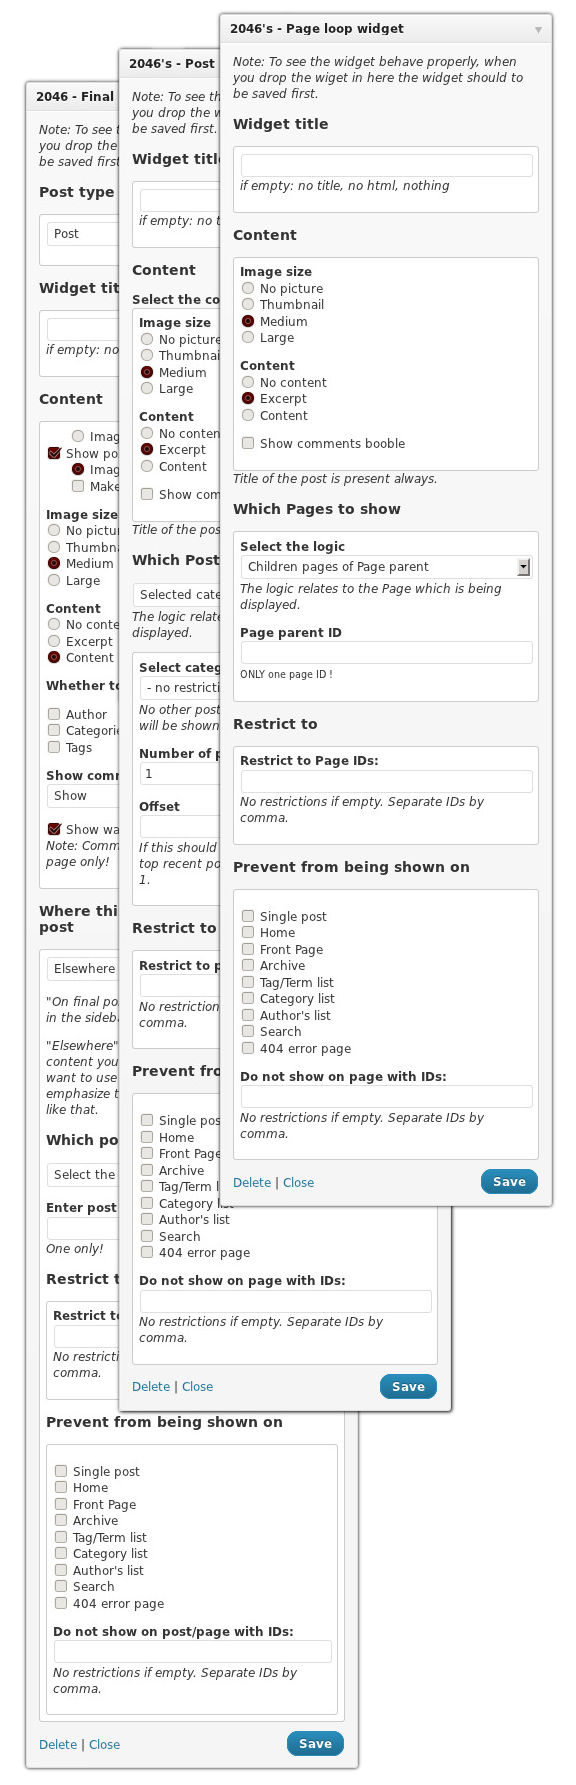 2046's - Page loop widget
Note: To see the widget behave properly, when
you drop the wiget in here the widget should to
be saved first.
Widget title
if empty: no title, no html, nothing
Content
Image size
No picture
Thumbnail
Medium
Large
Content
No content
Excerpt
Content
Show comments booble
Title of the post is present always.
Which Pages to show
Select the logic
Children pages of Page parent
The logic relates to the Page which is being
displayed.
Page parent ID
ONLY one page ID !
Restrict to
Restrict to Page IDs:
No restrictions if empty. Separate IDs by
comma.
Prevent from being shown on
Single post
Home
Front Page
Archive
Tag/Term list
Category list
Author's list
Search
404 error page
Do not show on page with IDs:
No restrictions if empty. Separate IDs by
comma.
Delete | Close
Save
2046's - Post
Note: To see th
you drop the w
be saved first.
Widget title
if empty: no t
Content
Select the co
Image size
No picture
Thumbnai
Medium
Large
Content
No conten
Excerpt
Content
Show com
Title of the pos
Which Post
Selected cate
The logic relate
displayed.
Select categ
- no restricti
No other post
will be shown
Number of p
1
Offset
If this should
top recent po
1.
Restrict to
Restrict to p
No restriction
comma.
Prevent fro
Single pos
Home
Front Page
Archive
Tag/Term l
Category list
Author's list
Search
404 error page
Do not show on page with IDs:
No restrictions if empty. Separate IDs by
comma.
Delete | Close
Save
2046 - Final
Note: To see t
you drop the
be saved first
Post type
Post
Widget tit
if empty: no
Content
Imag
Show po
Imag
Make
Image size
No pictu
Thumbn
Medium
Large
Content
No conte
Excerpt
Content
Whether to
Author
Categorie
Tags
Show comm
Show
Show wa
Note: Comm
page only!
Where thi
post
Elsewhere
"On final po
in the sideba
"Elsewhere"
content you
want to use
emphasize t
like that.
Which po
Select the
Enter post
One only!
Restrict t
Restrict to
No restricti
comma.
Prevent from being shown on
Single post
Home
Front Page
Archive
Tag/Term list
Category list
Author's list
Search
404 error page
Do not show on post/page with IDs:
No restrictions if empty. Separate IDs by
comma.
Delete | Close
Save